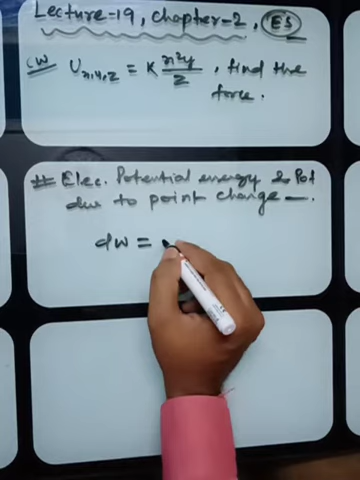 Lecture-19, chapter-2, ES
CW U x,y,z = K x²y/z , find the
force.
# Elec. Potential energy & Pot
due to point charge —.
dw =